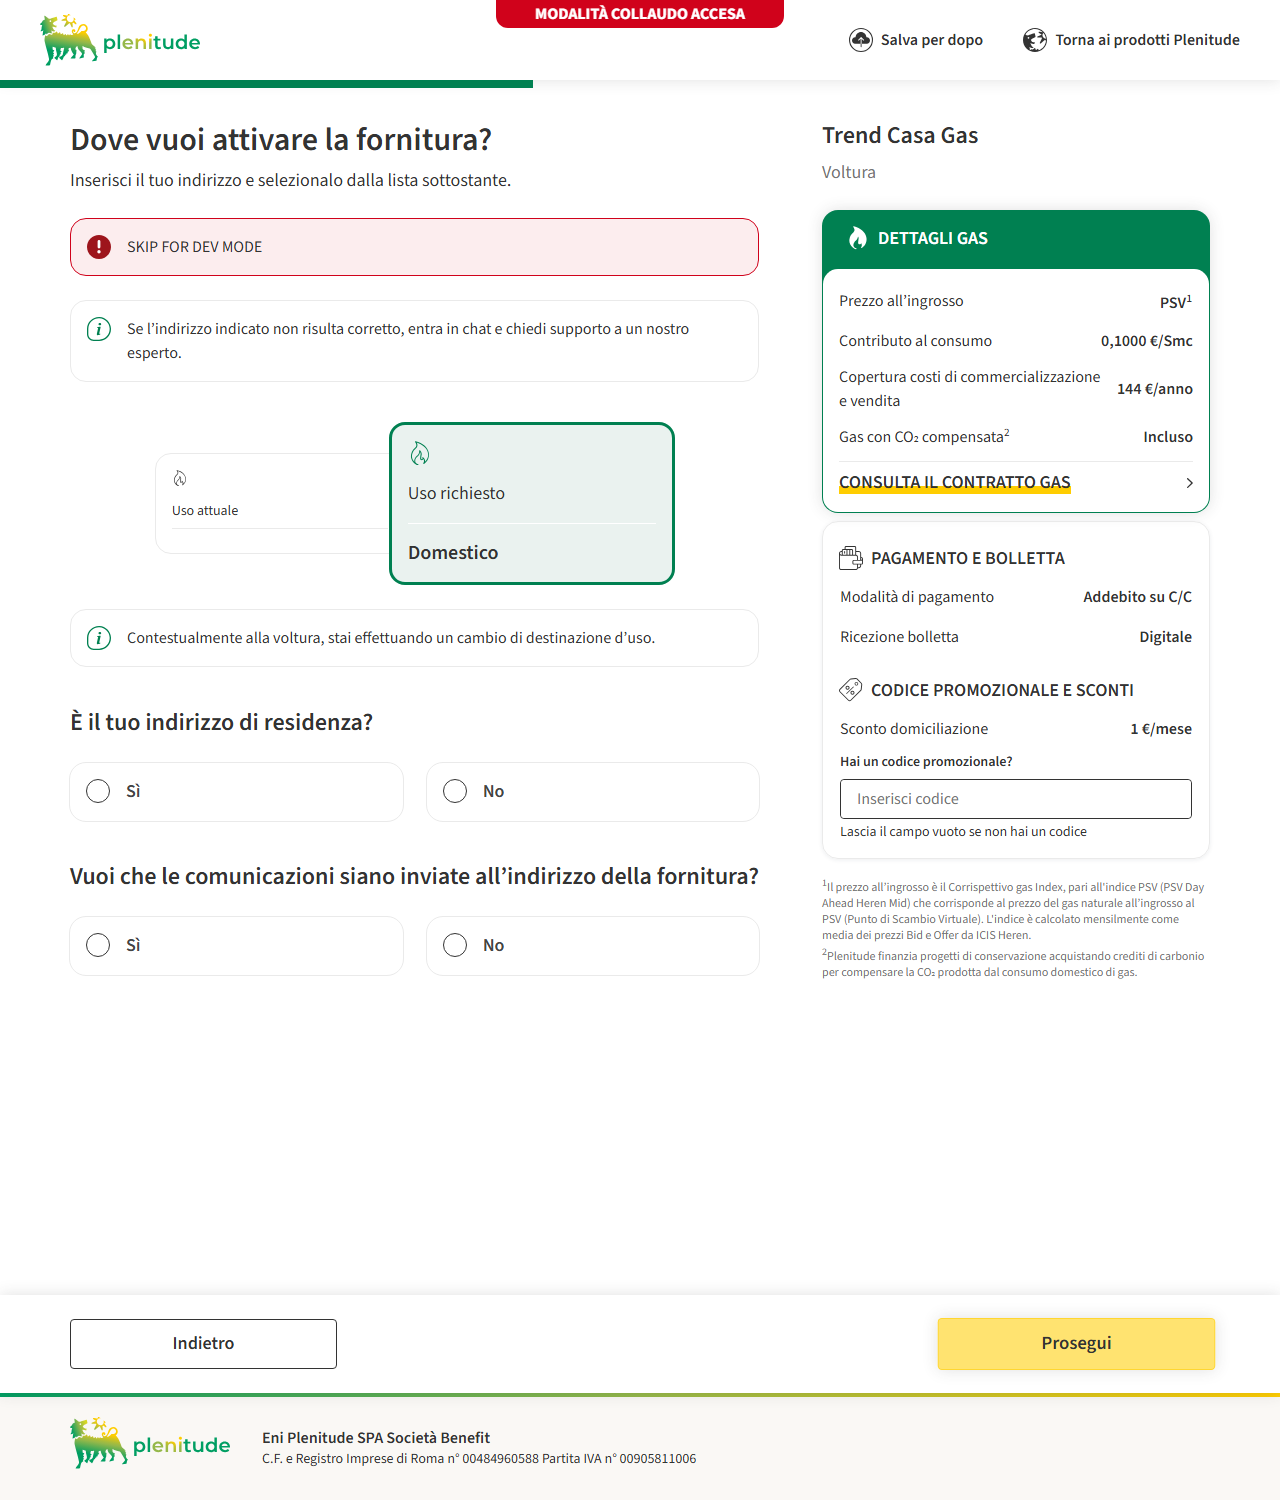 MODALITÀ COLLAUDO ACCESA
plenitude
Salva per dopo
Torna ai prodotti Plenitude
Dove vuoi attivare la fornitura?
Inserisci il tuo indirizzo e selezionalo dalla lista sottostante.
SKIP FOR DEV MODE
Se l’indirizzo indicato non risulta corretto, entra in chat e chiedi supporto a un nostro
esperto.
Uso attuale
Uso richiesto
Domestico
Contestualmente alla voltura, stai effettuando un cambio di destinazione d’uso.
È il tuo indirizzo di residenza?
Sì
No
Vuoi che le comunicazioni siano inviate all’indirizzo della fornitura?
Sì
No
Trend Casa Gas
Voltura
DETTAGLI GAS
Prezzo all’ingrosso PSV¹
Contributo al consumo 0,1000 €/Smc
Copertura costi di commercializzazione
e vendita 144 €/anno
Gas con CO₂ compensata² Incluso
CONSULTA IL CONTRATTO GAS
PAGAMENTO E BOLLETTA
Modalità di pagamento Addebito su C/C
Ricezione bolletta Digitale
CODICE PROMOZIONALE E SCONTI
Sconto domiciliazione 1 €/mese
Hai un codice promozionale?
Inserisci codice
Lascia il campo vuoto se non hai un codice
¹Il prezzo all’ingrosso è il Corrispettivo gas Index, pari all'indice PSV (PSV Day
Ahead Heren Mid) che corrisponde al prezzo del gas naturale all’ingrosso al
PSV (Punto di Scambio Virtuale). L’indice è calcolato mensilmente come
media dei prezzi Bid e Offer da ICIS Heren.
²Plenitude finanzia progetti di conservazione acquistando crediti di carbonio
per compensare la CO₂ prodotta dal consumo domestico di gas.
Indietro
Prosegui
plenitude
Eni Plenitude SPA Società Benefit
C.F. e Registro Imprese di Roma n° 00484960588 Partita IVA n° 00905811006